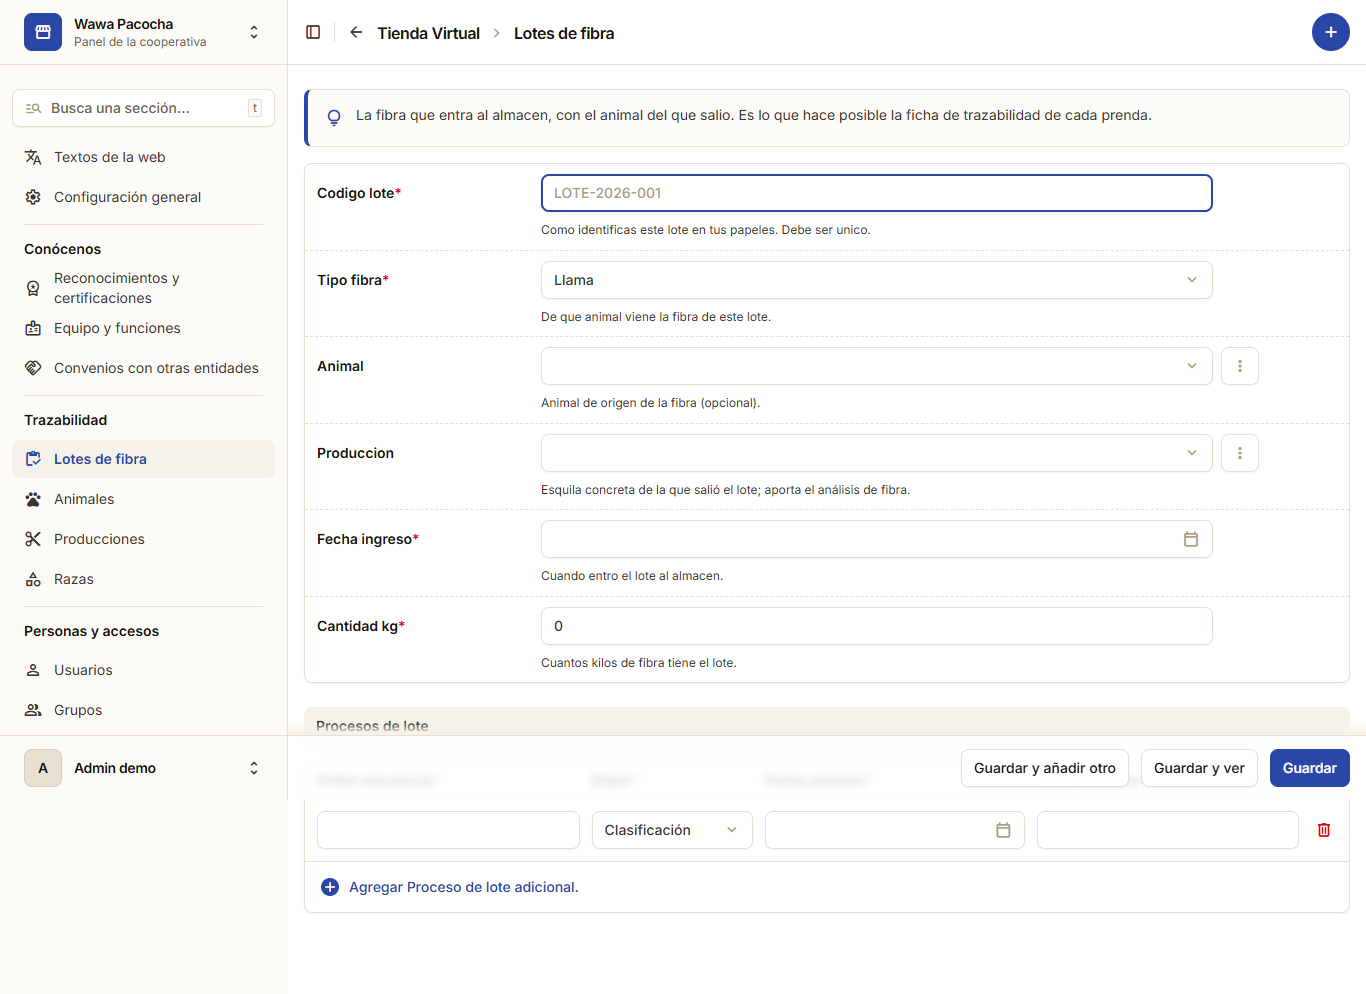 Wawa Pacocha
Panel de la cooperativa
Tienda Virtual
Lotes de fibra
Busca una sección...
t
Textos de la web
Configuración general
Conócenos
Reconocimientos y
certificaciones
Equipo y funciones
Convenios con otras entidades
Trazabilidad
Lotes de fibra
Animales
Producciones
Razas
Personas y accesos
Usuarios
Grupos
A
Admin demo
La fibra que entra al almacen, con el animal del que salio. Es lo que hace posible la ficha de trazabilidad de cada prenda.
Codigo lote*
LOTE-2026-001
Como identificas este lote en tus papeles. Debe ser unico.
Tipo fibra*
Llama
De que animal viene la fibra de este lote.
Animal
Animal de origen de la fibra (opcional).
Produccion
Esquila concreta de la que salió el lote; aporta el análisis de fibra.
Fecha ingreso*
Cuando entro el lote al almacen.
Cantidad kg*
0
Cuantos kilos de fibra tiene el lote.
Procesos de lote
Guardar y añadir otro
Guardar y ver
Guardar
Clasificación
Agregar Proceso de lote adicional.